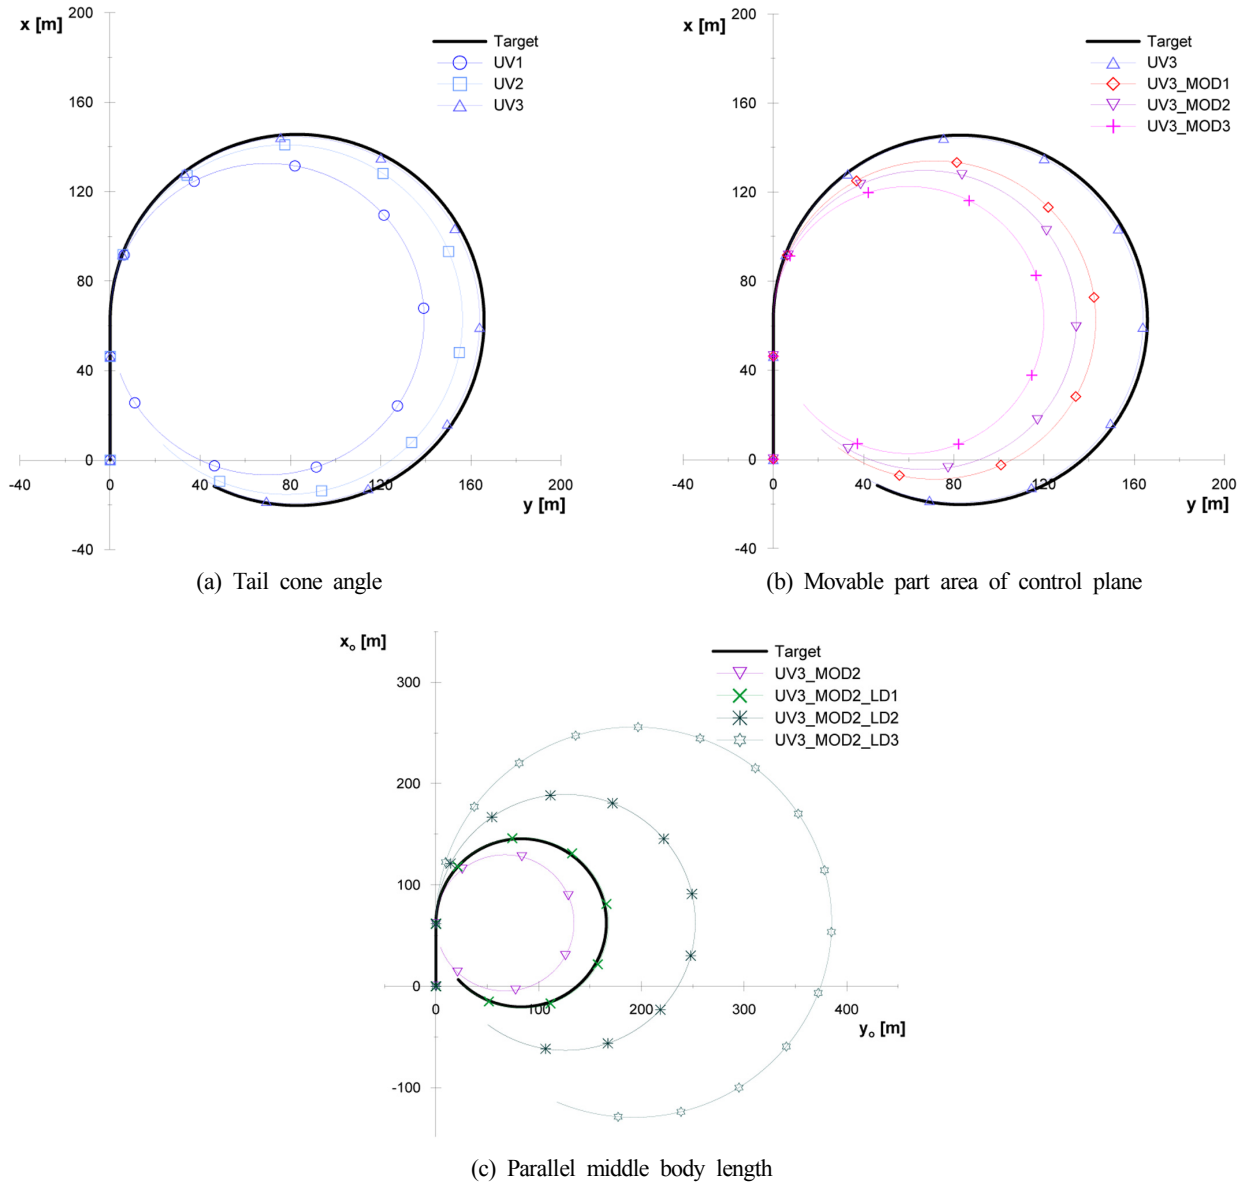 x [m]
200
160
120
80
40
0
-40
-40
0
40
80
120
160
200
y [m]
Target
UV1
UV2
UV3
(a) Tail cone angle
x [m]
200
160
120
80
40
0
-40
-40
0
40
80
120
160
200
y [m]
Target
UV3
UV3_MOD1
UV3_MOD2
UV3_MOD3
(b) Movable part area of control plane
xo [m]
300
200
100
0
-100
0
100
200
300
400
yo [m]
Target
UV3_MOD2
UV3_MOD2_LD1
UV3_MOD2_LD2
UV3_MOD2_LD3
(c) Parallel middle body length